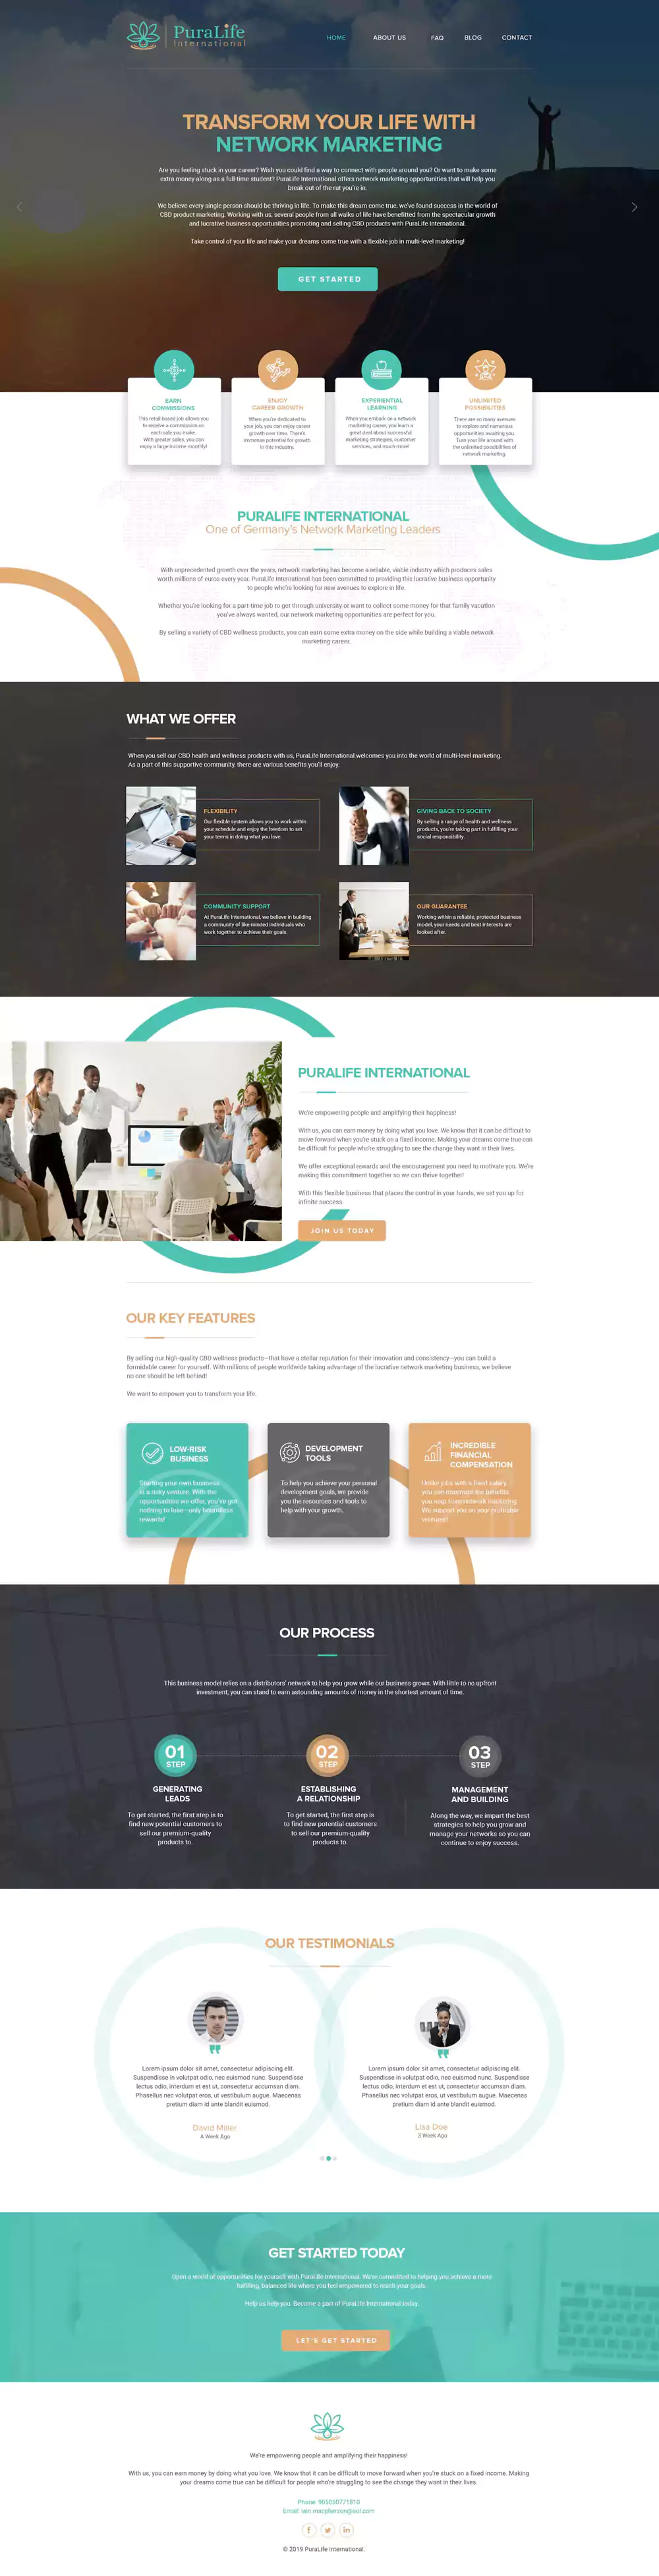 PuraLife
International
HOME
ABOUT US
FAQ
BLOG
CONTACT
TRANSFORM YOUR LIFE WITH
NETWORK MARKETING
Are you feeling stuck in your career? Wish you could find a way to connect with people around you? Or want to make some
extra money along as a full-time student? PuraLife International offers network marketing opportunities that will help you
break out of the rut you're in.
We believe every single person should be thriving in life. To make this dream come true, we've found success in the world of
CBD product marketing. Working with us, several people from all walks of life have benefitted from the spectacular growth
and lucrative business opportunities promoting and selling CBD products with PuraLife International.
Take control of your life and make your dreams come true with a flexible job in multi-level marketing!
GET STARTED
EARN
COMMISSIONS
This retail-based job allows you
to receive a commission on
each sale you make.
With greater sales, you can
enjoy a large income monthly!
ENJOY
CAREER GROWTH
When you're dedicated to
your job, you can enjoy career
growth over time. There's
immense potential for growth
in this industry.
EXPERIENTIAL
LEARNING
When you embark on a network
marketing career, you learn a
great deal about successful
marketing strategies, customer
services, and much more!
UNLIMITED
POSSIBILITIES
There are so many avenues
to explore and numerous
opportunities awaiting you.
Turn your life around with
the unlimited possibilities of
network marketing.
PURALIFE INTERNATIONAL
One of Germany's Network Marketing Leaders
With unprecedented growth over the years, network marketing has become a reliable, viable industry which produces sales
worth millions of euros every year. PuraLife International has been committed to providing this lucrative business opportunity
to people who're looking for new avenues to explore in life.
Whether you're looking for a part-time job to get through university or want to collect some money for that family vacation
you've always wanted, our network marketing opportunities are perfect for you.
By selling a variety of CBD wellness products, you can earn some extra money on the side while building a viable network
marketing career.
WHAT WE OFFER
When you sell our CBD health and wellness products with us, PuraLife International welcomes you into the world of multi-level marketing.
As a part of this supportive community, there are various benefits you'll enjoy.
FLEXIBILITY
Our flexible system allows you to work within
your schedule and enjoy the freedom to set
your terms in doing what you love.
GIVING BACK TO SOCIETY
By selling a range of health and wellness
products, you're taking part in fulfilling your
social responsibility.
COMMUNITY SUPPORT
At PuraLife International, we believe in building
a community of like-minded individuals who
work together to achieve their goals.
OUR GUARANTEE
Working within a reliable, protected business
model, your needs and best interests are
looked after.
PURALIFE INTERNATIONAL
We're empowering people and amplifying their happiness!
With us, you can earn money by doing what you love. We know that it can be difficult to
move forward when you're stuck on a fixed income. Making your dreams come true can
be difficult for people who're struggling to see the change they want in their lives.
We offer exceptional rewards and the encouragement you need to motivate you. We're
making this commitment together so we can thrive together!
With this flexible business that places the control in your hands, we set you up for
infinite success.
JOIN US TODAY
OUR KEY FEATURES
By selling our high-quality CBD wellness products—that have a stellar reputation for their innovation and consistency—you can build a
formidable career for yourself. With millions of people worldwide taking advantage of the lucrative network marketing business, we believe
no one should be left behind!
We want to empower you to transform your life.
LOW-RISK
BUSINESS
Starting your own business
is a risky venture. With the
opportunities we offer, you've got
nothing to lose—only boundless
rewards!
DEVELOPMENT
TOOLS
To help you achieve your personal
development goals, we provide
you the resources and tools to
help with your growth.
INCREDIBLE
FINANCIAL
COMPENSATION
Unlike jobs with a fixed salary,
you can maximize the benefits
you reap from network marketing.
We support you on your profitable
venture!
OUR PROCESS
This business model relies on a distributors' network to help you grow while our business grows. With little to no upfront
investment, you can stand to earn astounding amounts of money in the shortest amount of time.
01
STEP
GENERATING
LEADS
To get started, the first step is to
find new potential customers to
sell our premium-quality
products to.
02
STEP
ESTABLISHING
A RELATIONSHIP
To get started, the first step is
to find new potential customers
to sell our premium-quality
products to.
03
STEP
MANAGEMENT
AND BUILDING
Along the way, we impart the best
strategies to help you grow and
manage your networks so you can
continue to enjoy success.
OUR TESTIMONIALS
Lorem ipsum dolor sit amet, consectetur adipiscing elit.
Suspendisse in volutpat odio, nec euismod nunc. Suspendisse
lectus odio, interdum et est ut, consectetur accumsan diam.
Phasellus nec volutpat eros, ut vestibulum augue. Maecenas
pretium diam id ante blandit euismod.
David Miller
A Week Ago
Lorem ipsum dolor sit amet, consectetur adipiscing elit.
Suspendisse in volutpat odio, nec euismod nunc. Suspendisse
lectus odio, interdum et est ut, consectetur accumsan diam.
Phasellus nec volutpat eros, ut vestibulum augue. Maecenas
pretium diam id ante blandit euismod.
Lisa Doe
3 Week Ago
GET STARTED TODAY
Open a world of opportunities for yourself with PuraLife International. We're committed to helping you achieve a more
fulfilling, balanced life where you feel empowered to reach your goals.
Help us help you. Become a part of PuraLife International today.
LET'S GET STARTED
We're empowering people and amplifying their happiness!
With us, you can earn money by doing what you love. We know that it can be difficult to move forward when you're stuck on a fixed income. Making
your dreams come true can be difficult for people who're struggling to see the change they want in their lives.
Phone: 905050771810
Email: iain.macpherson@aol.com
© 2019 PuraLife International.